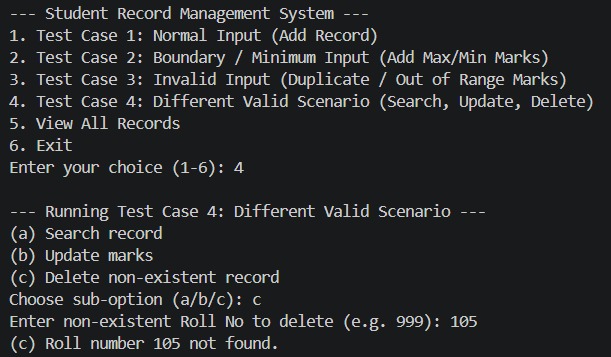 --- Student Record Management System ---
1. Test Case 1: Normal Input (Add Record)
2. Test Case 2: Boundary / Minimum Input (Add Max/Min Marks)
3. Test Case 3: Invalid Input (Duplicate / Out of Range Marks)
4. Test Case 4: Different Valid Scenario (Search, Update, Delete)
5. View All Records
6. Exit
Enter your choice (1-6): 4

--- Running Test Case 4: Different Valid Scenario ---
(a) Search record
(b) Update marks
(c) Delete non-existent record
Choose sub-option (a/b/c): c
Enter non-existent Roll No to delete (e.g. 999): 105
(c) Roll number 105 not found.